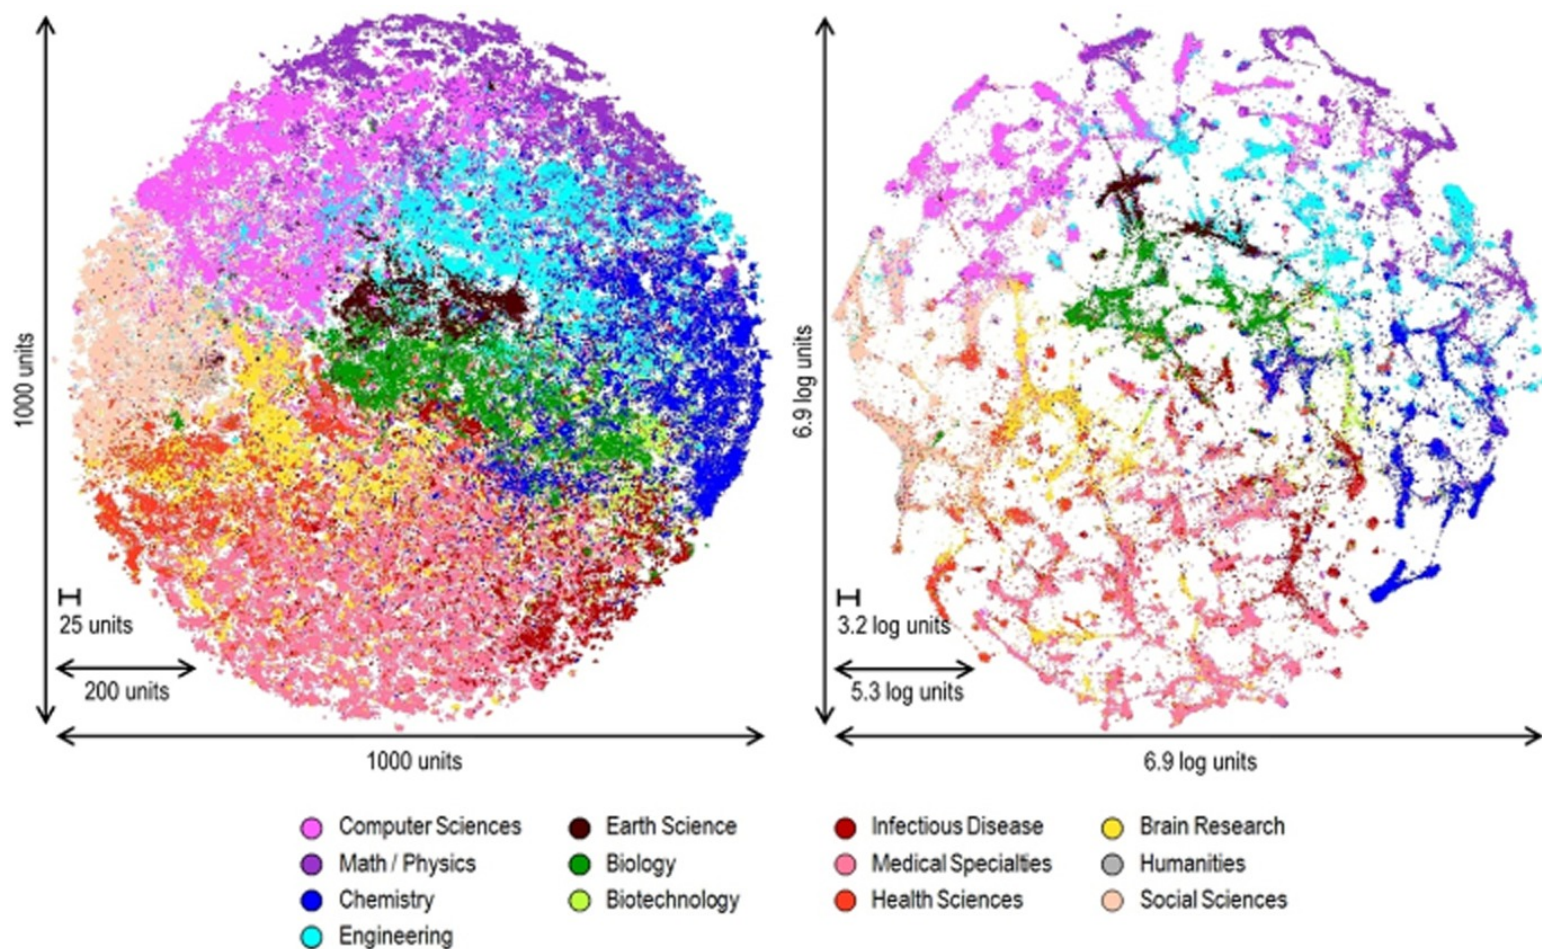 1000 units
25 units
200 units
1000 units
6.9 log units
3.2 log units
5.3 log units
6.9 log units
Computer Sciences
Math / Physics
Chemistry
Engineering
Earth Science
Biology
Biotechnology
Infectious Disease
Medical Specialties
Health Sciences
Brain Research
Humanities
Social Sciences